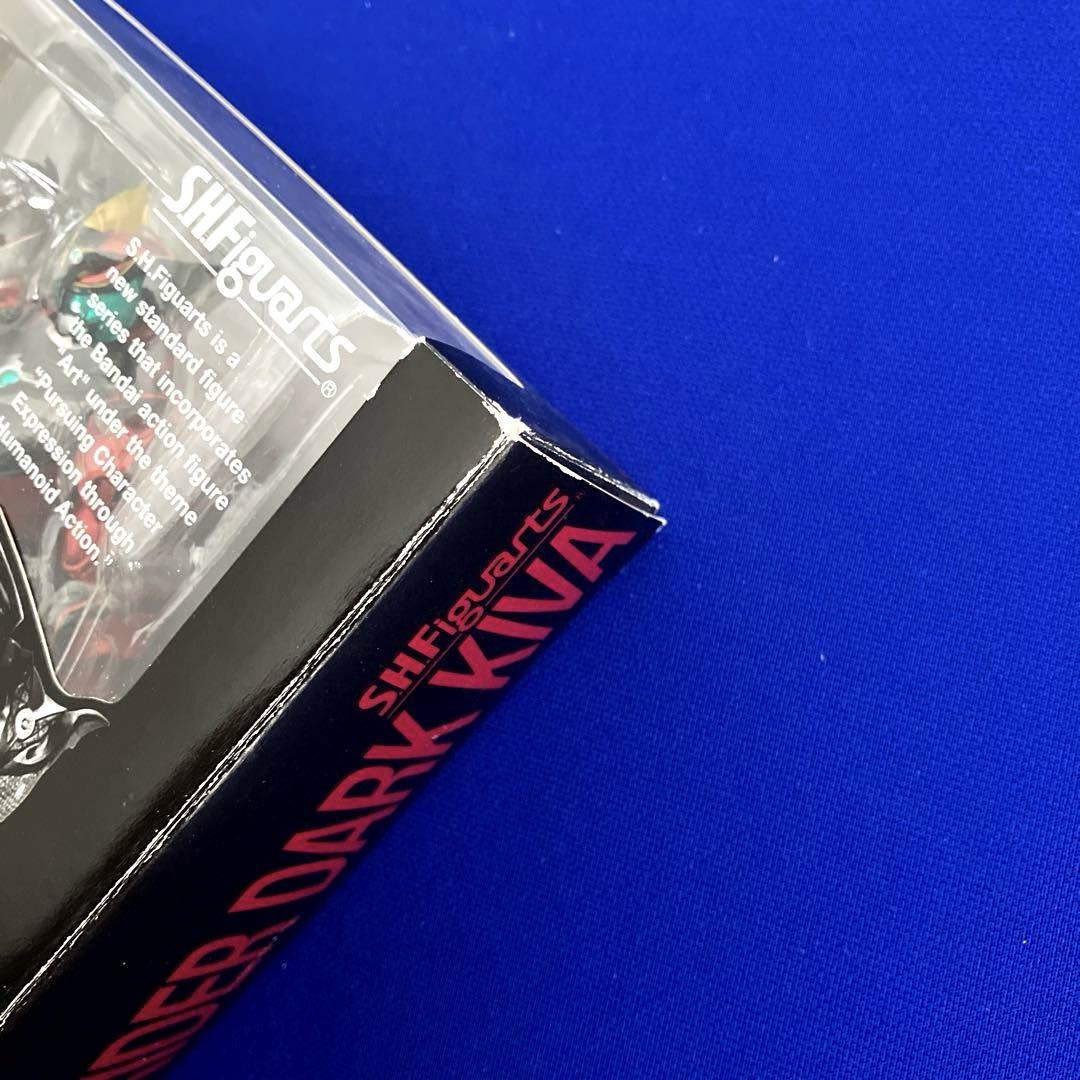 S.H.Figuarts®
S.H.Figuarts is a
new standard figure
series that incorporates
the Bandai action figure
"Art" under the theme
"Pursuing Character
Expression through
Humanoid Action."
S.H.Figuarts
DARK KIVA